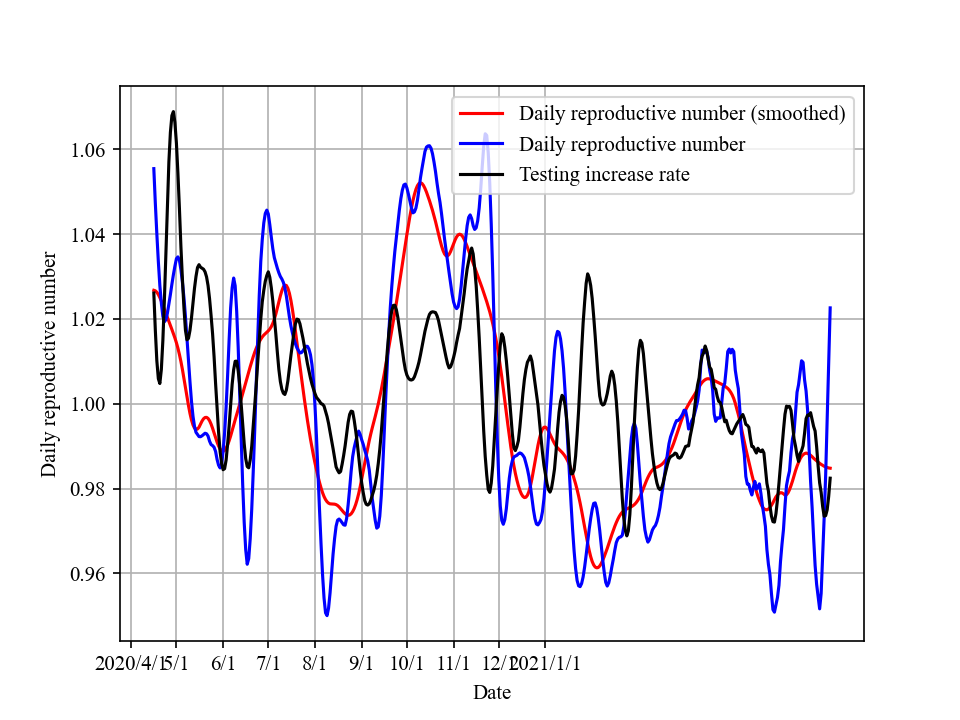 Daily reproductive number (smoothed)
Daily reproductive number
Testing increase rate
Daily reproductive number
1.06
1.04
1.02
1.00
0.98
0.96
2020/4/1 5/1 6/1 7/1 8/1 9/1 10/1 11/1 12/1 2021/1/1
Date